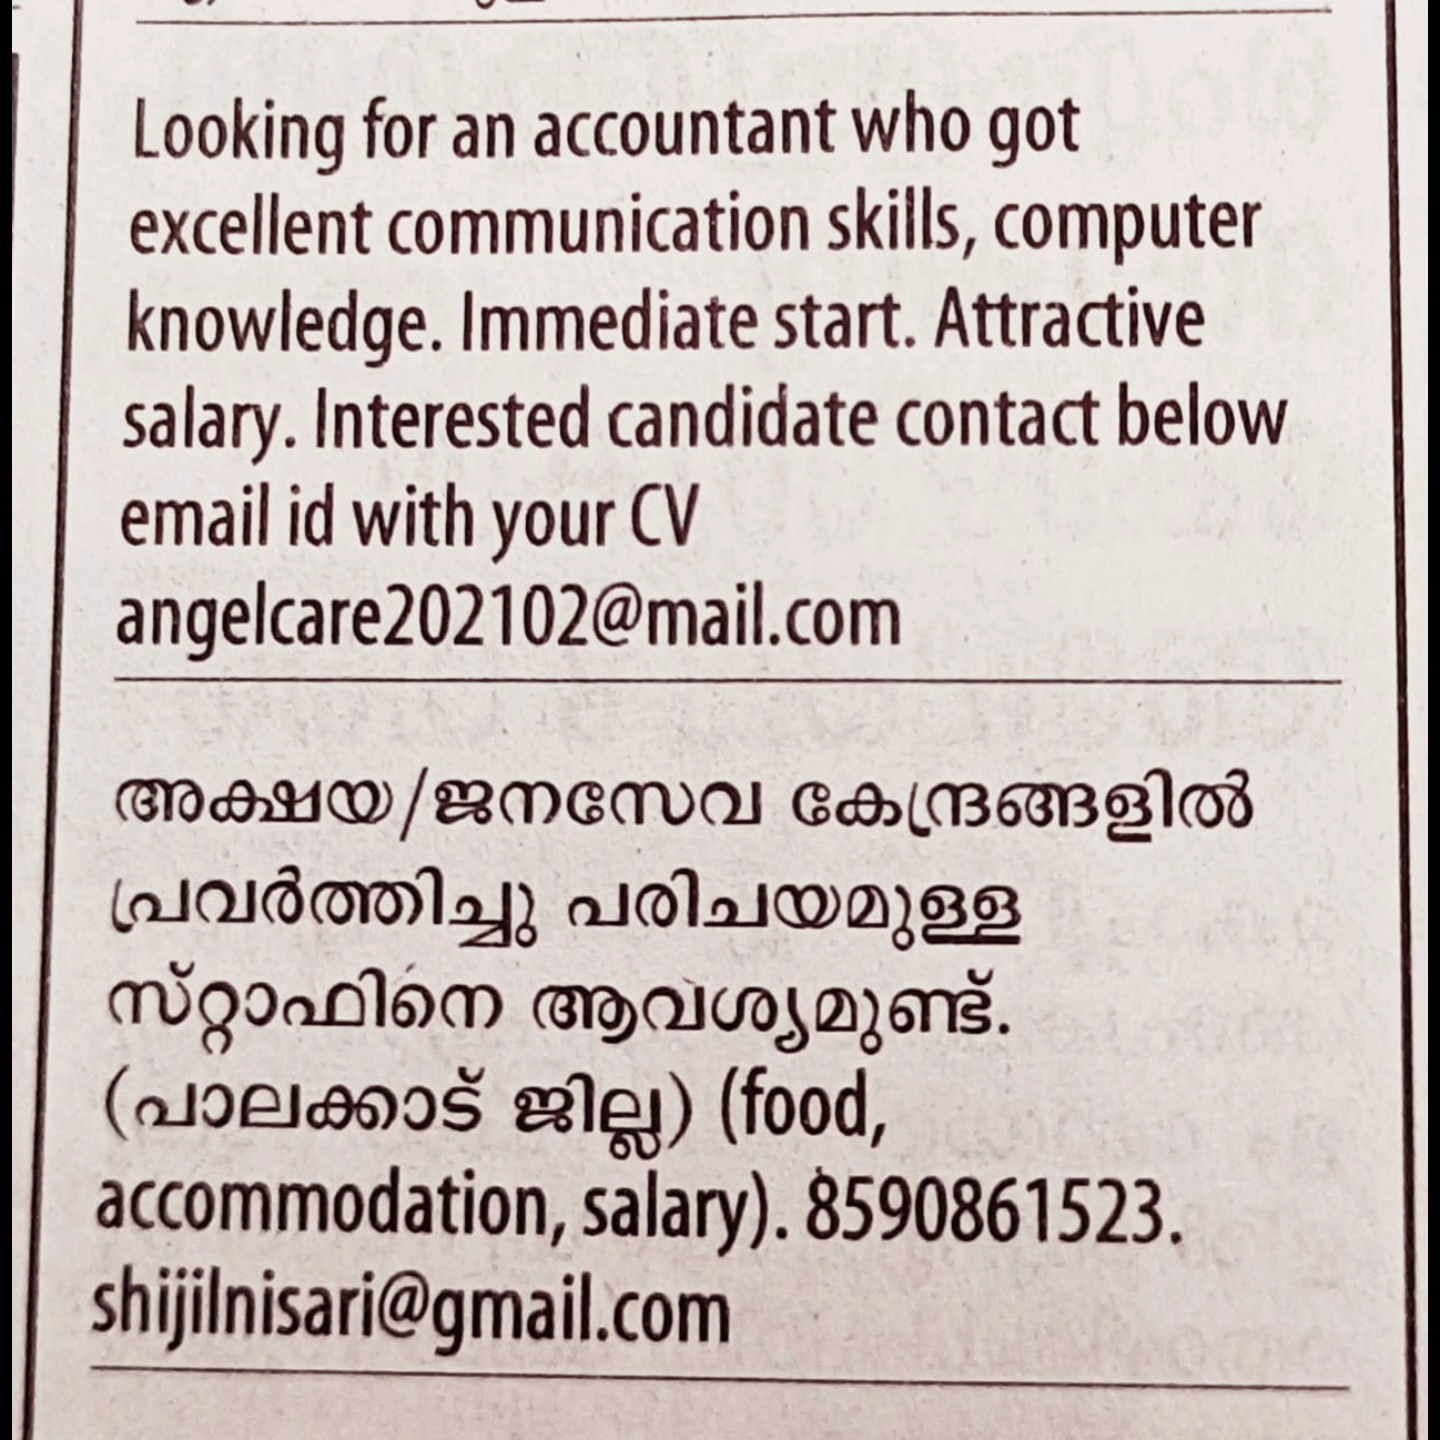 Looking for an accountant who got
excellent communication skills, computer
knowledge. Immediate start. Attractive
salary. Interested candidate contact below
email id with your CV
angelcare202102@mail.com
അക്ഷയ/ജനസേവ കേന്ദ്രങ്ങളിൽ
പ്രവർത്തിച്ചു പരിചയമുള്ള
സ്റ്റാഫിനെ ആവശ്യമുണ്ട്.
(പാലക്കാട് ജില്ല) (food,
accommodation, salary). 8590861523.
shijilnisari@gmail.com